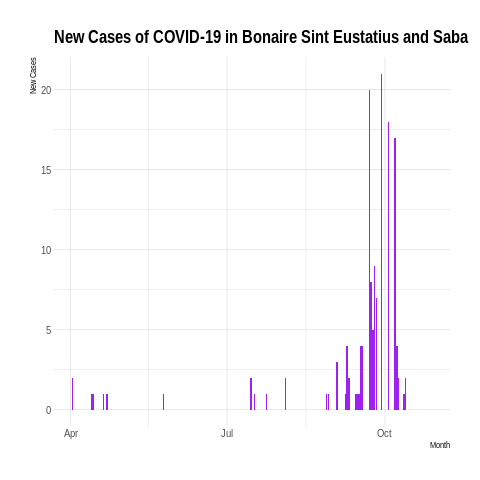 New Cases of COVID-19 in Bonaire Sint Eustatius and Saba
New Cases
20
15
10
5
0
Apr
Jul
Oct
Month